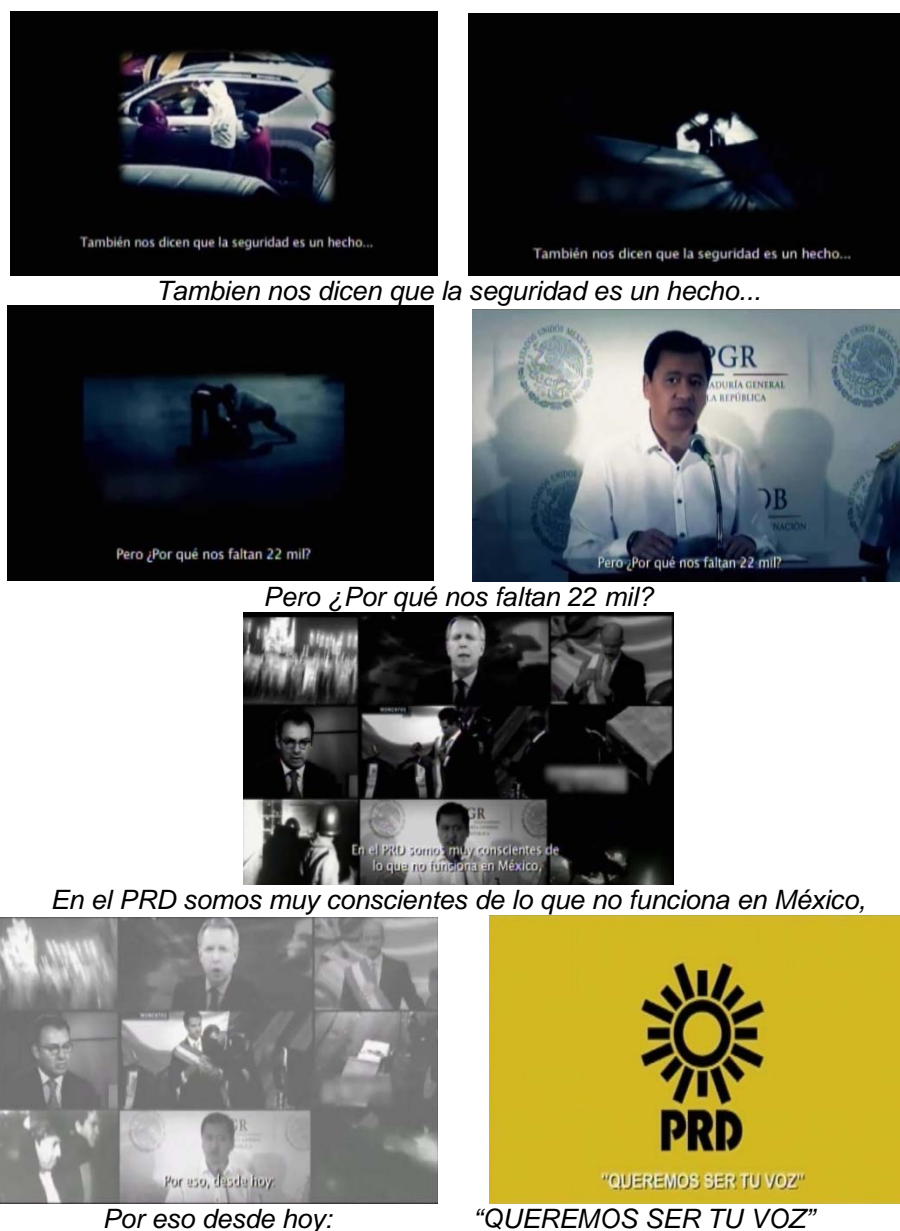 También nos dicen que la seguridad es un hecho...
También nos dicen que la seguridad es un hecho...
Tambien nos dicen que la seguridad es un hecho...
Pero ¿Por qué nos faltan 22 mil?
PGR
ADURÍA GENERAL
LA REPÚBLICA
OB
NACIÓN
Pero ¿Por qué nos faltan 22 mil?
Pero ¿Por qué nos faltan 22 mil?
GR
En el PRD somos muy conscientes de
lo que no funciona en México,
En el PRD somos muy conscientes de lo que no funciona en México,
Por eso, desde hoy:
PRD
"QUEREMOS SER TU VOZ"
Por eso desde hoy:
“QUEREMOS SER TU VOZ”